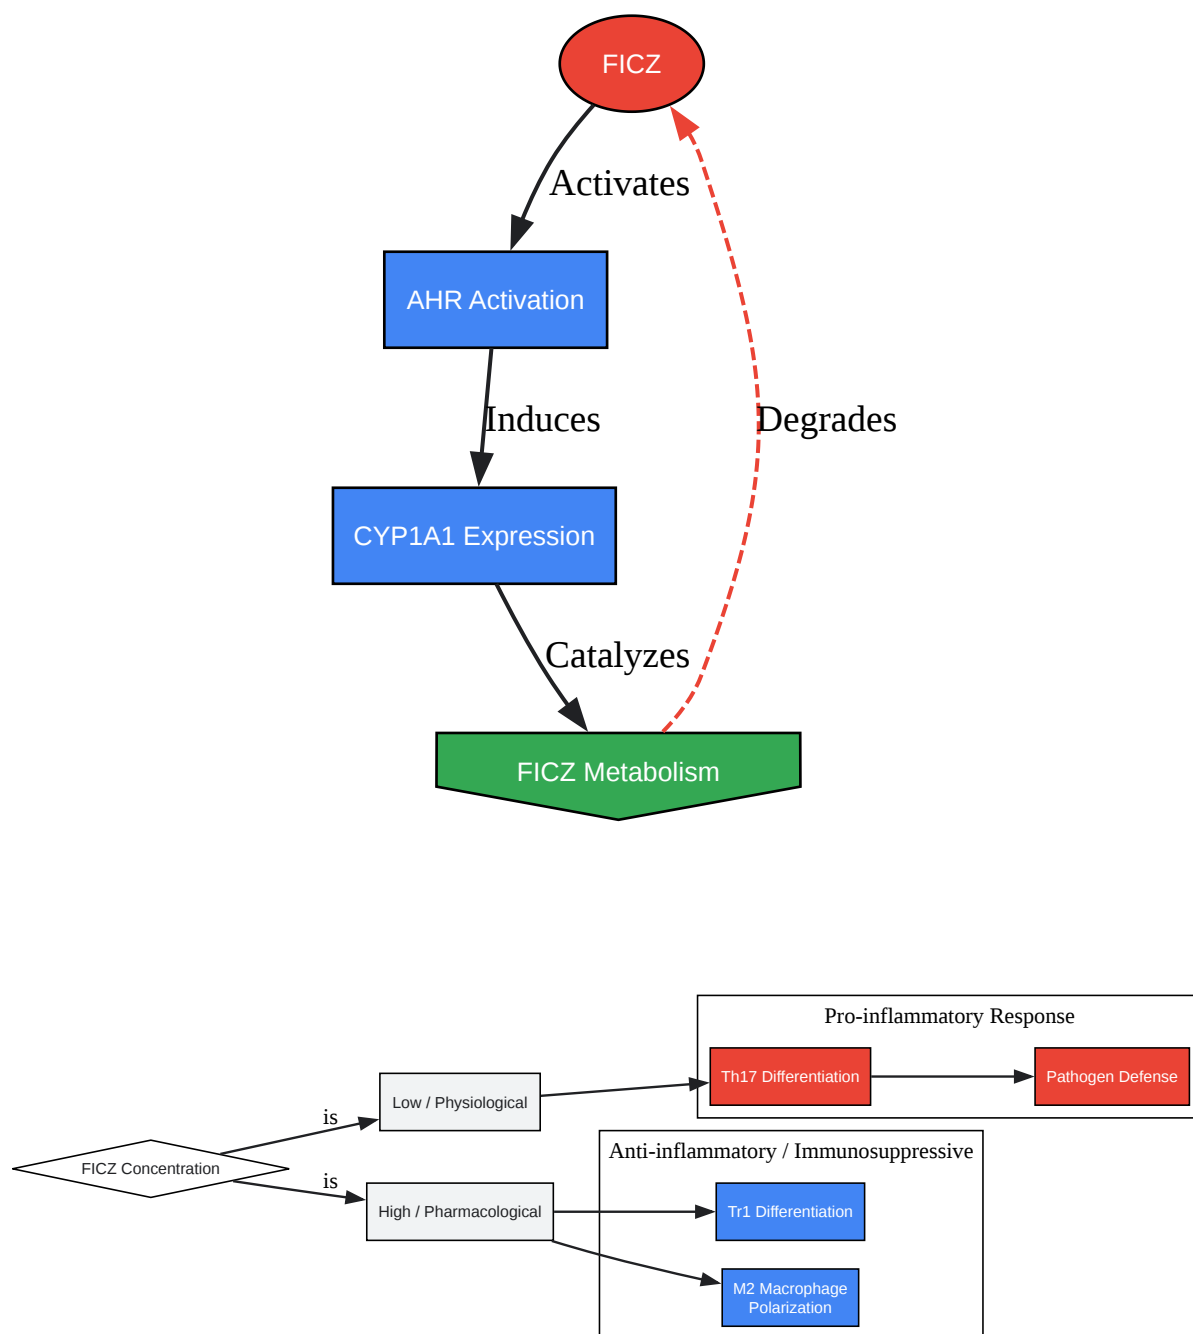 FICZ
Activates
AHR Activation
Induces
Degrades
CYP1A1 Expression
Catalyzes
FICZ Metabolism
Pro-inflammatory Response
Th17 Differentiation
Pathogen Defense
Low / Physiological
is
FICZ Concentration
is
High / Pharmacological
Anti-inflammatory / Immunosuppressive
Tr1 Differentiation
M2 Macrophage
Polarization